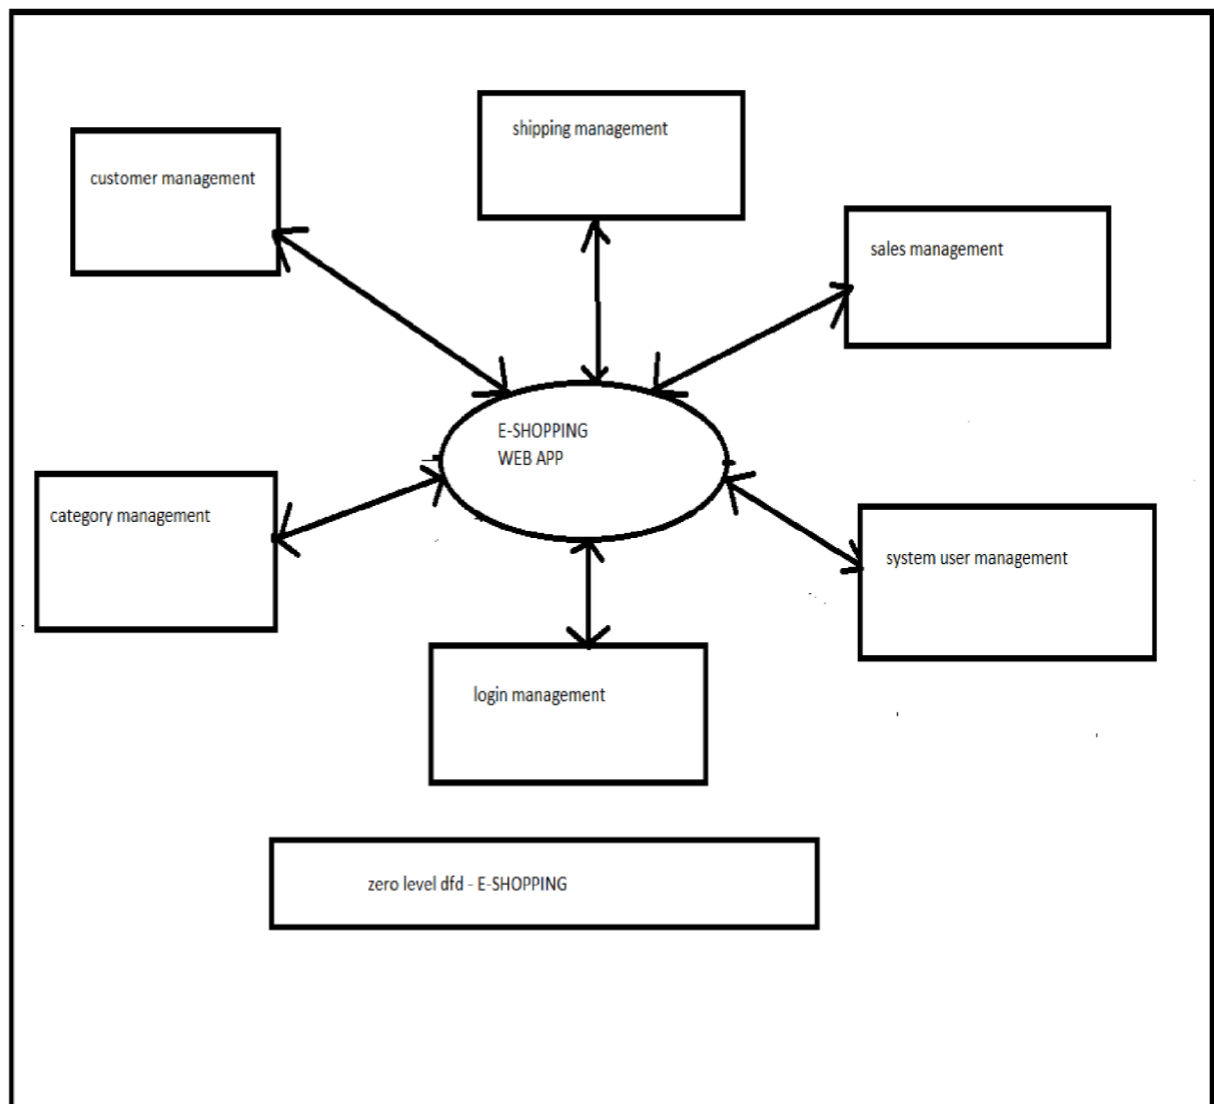 shipping management
customer management
sales management
E-SHOPPING
WEB APP
category management
system user management
login management
zero level dfd - E-SHOPPING